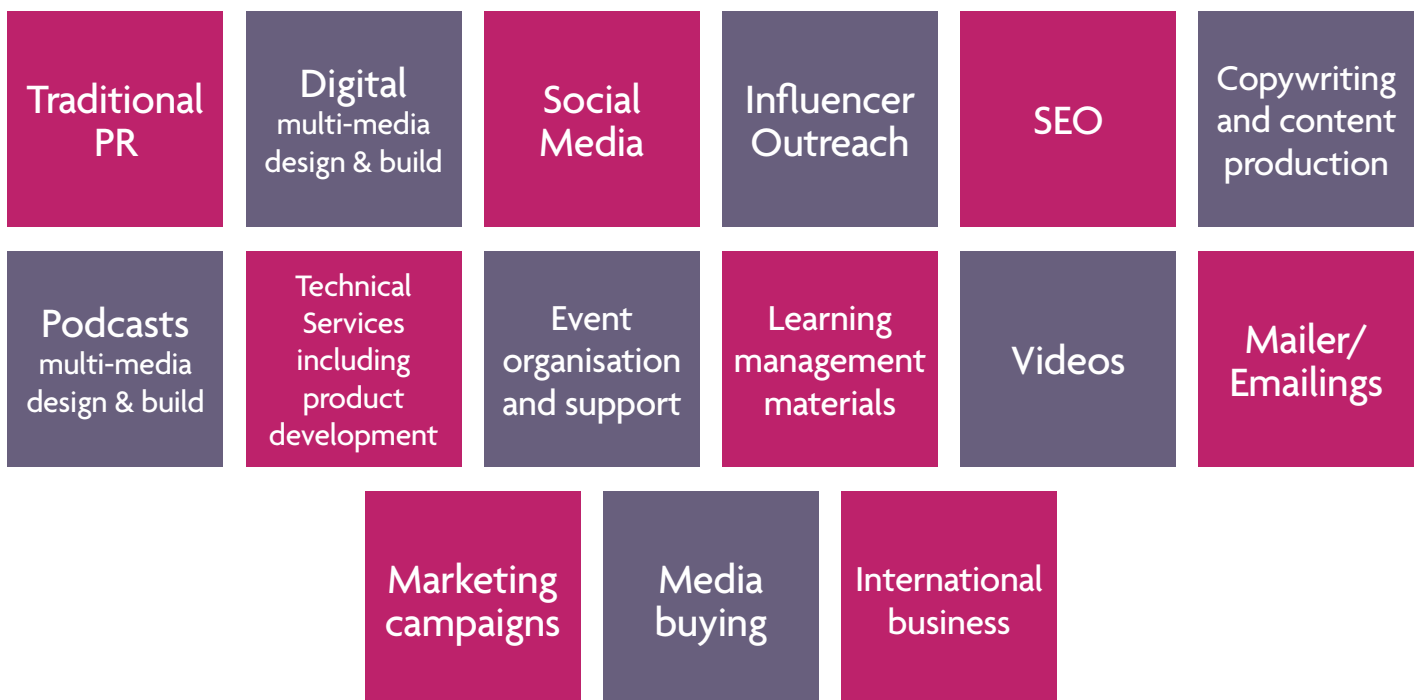 Traditional
PR
Digital
multi-media
design & build
Social
Media
Influencer
Outreach
SEO
Copywriting
and content
production
Podcasts
multi-media
design & build
Technical
Services
including
product
development
Event
organisation
and support
Learning
management
materials
Videos
Mailer/
Emailings
Marketing
campaigns
Media
buying
International
business